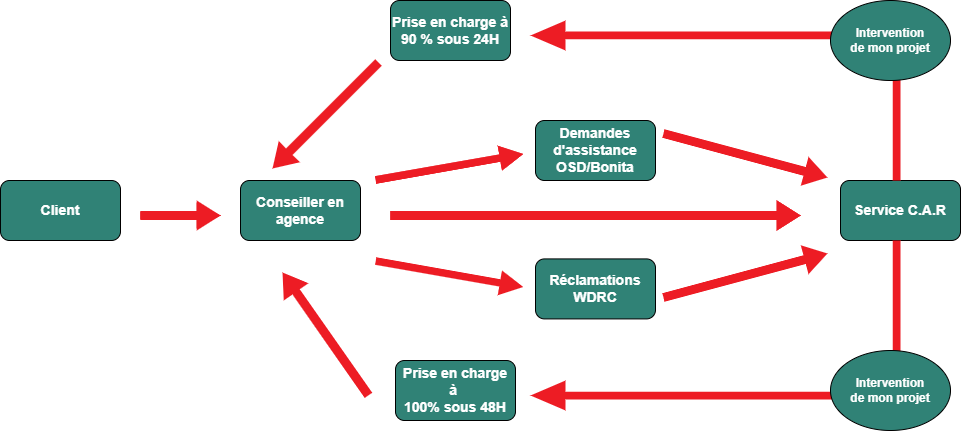 Prise en charge à
90 % sous 24H
Intervention
de mon projet
Demandes
d'assistance
OSD/Bonita
Client
Conseiller en
agence
Service C.A.R
Réclamations
WDRC
Prise en charge
à
100% sous 48H
Intervention
de mon projet